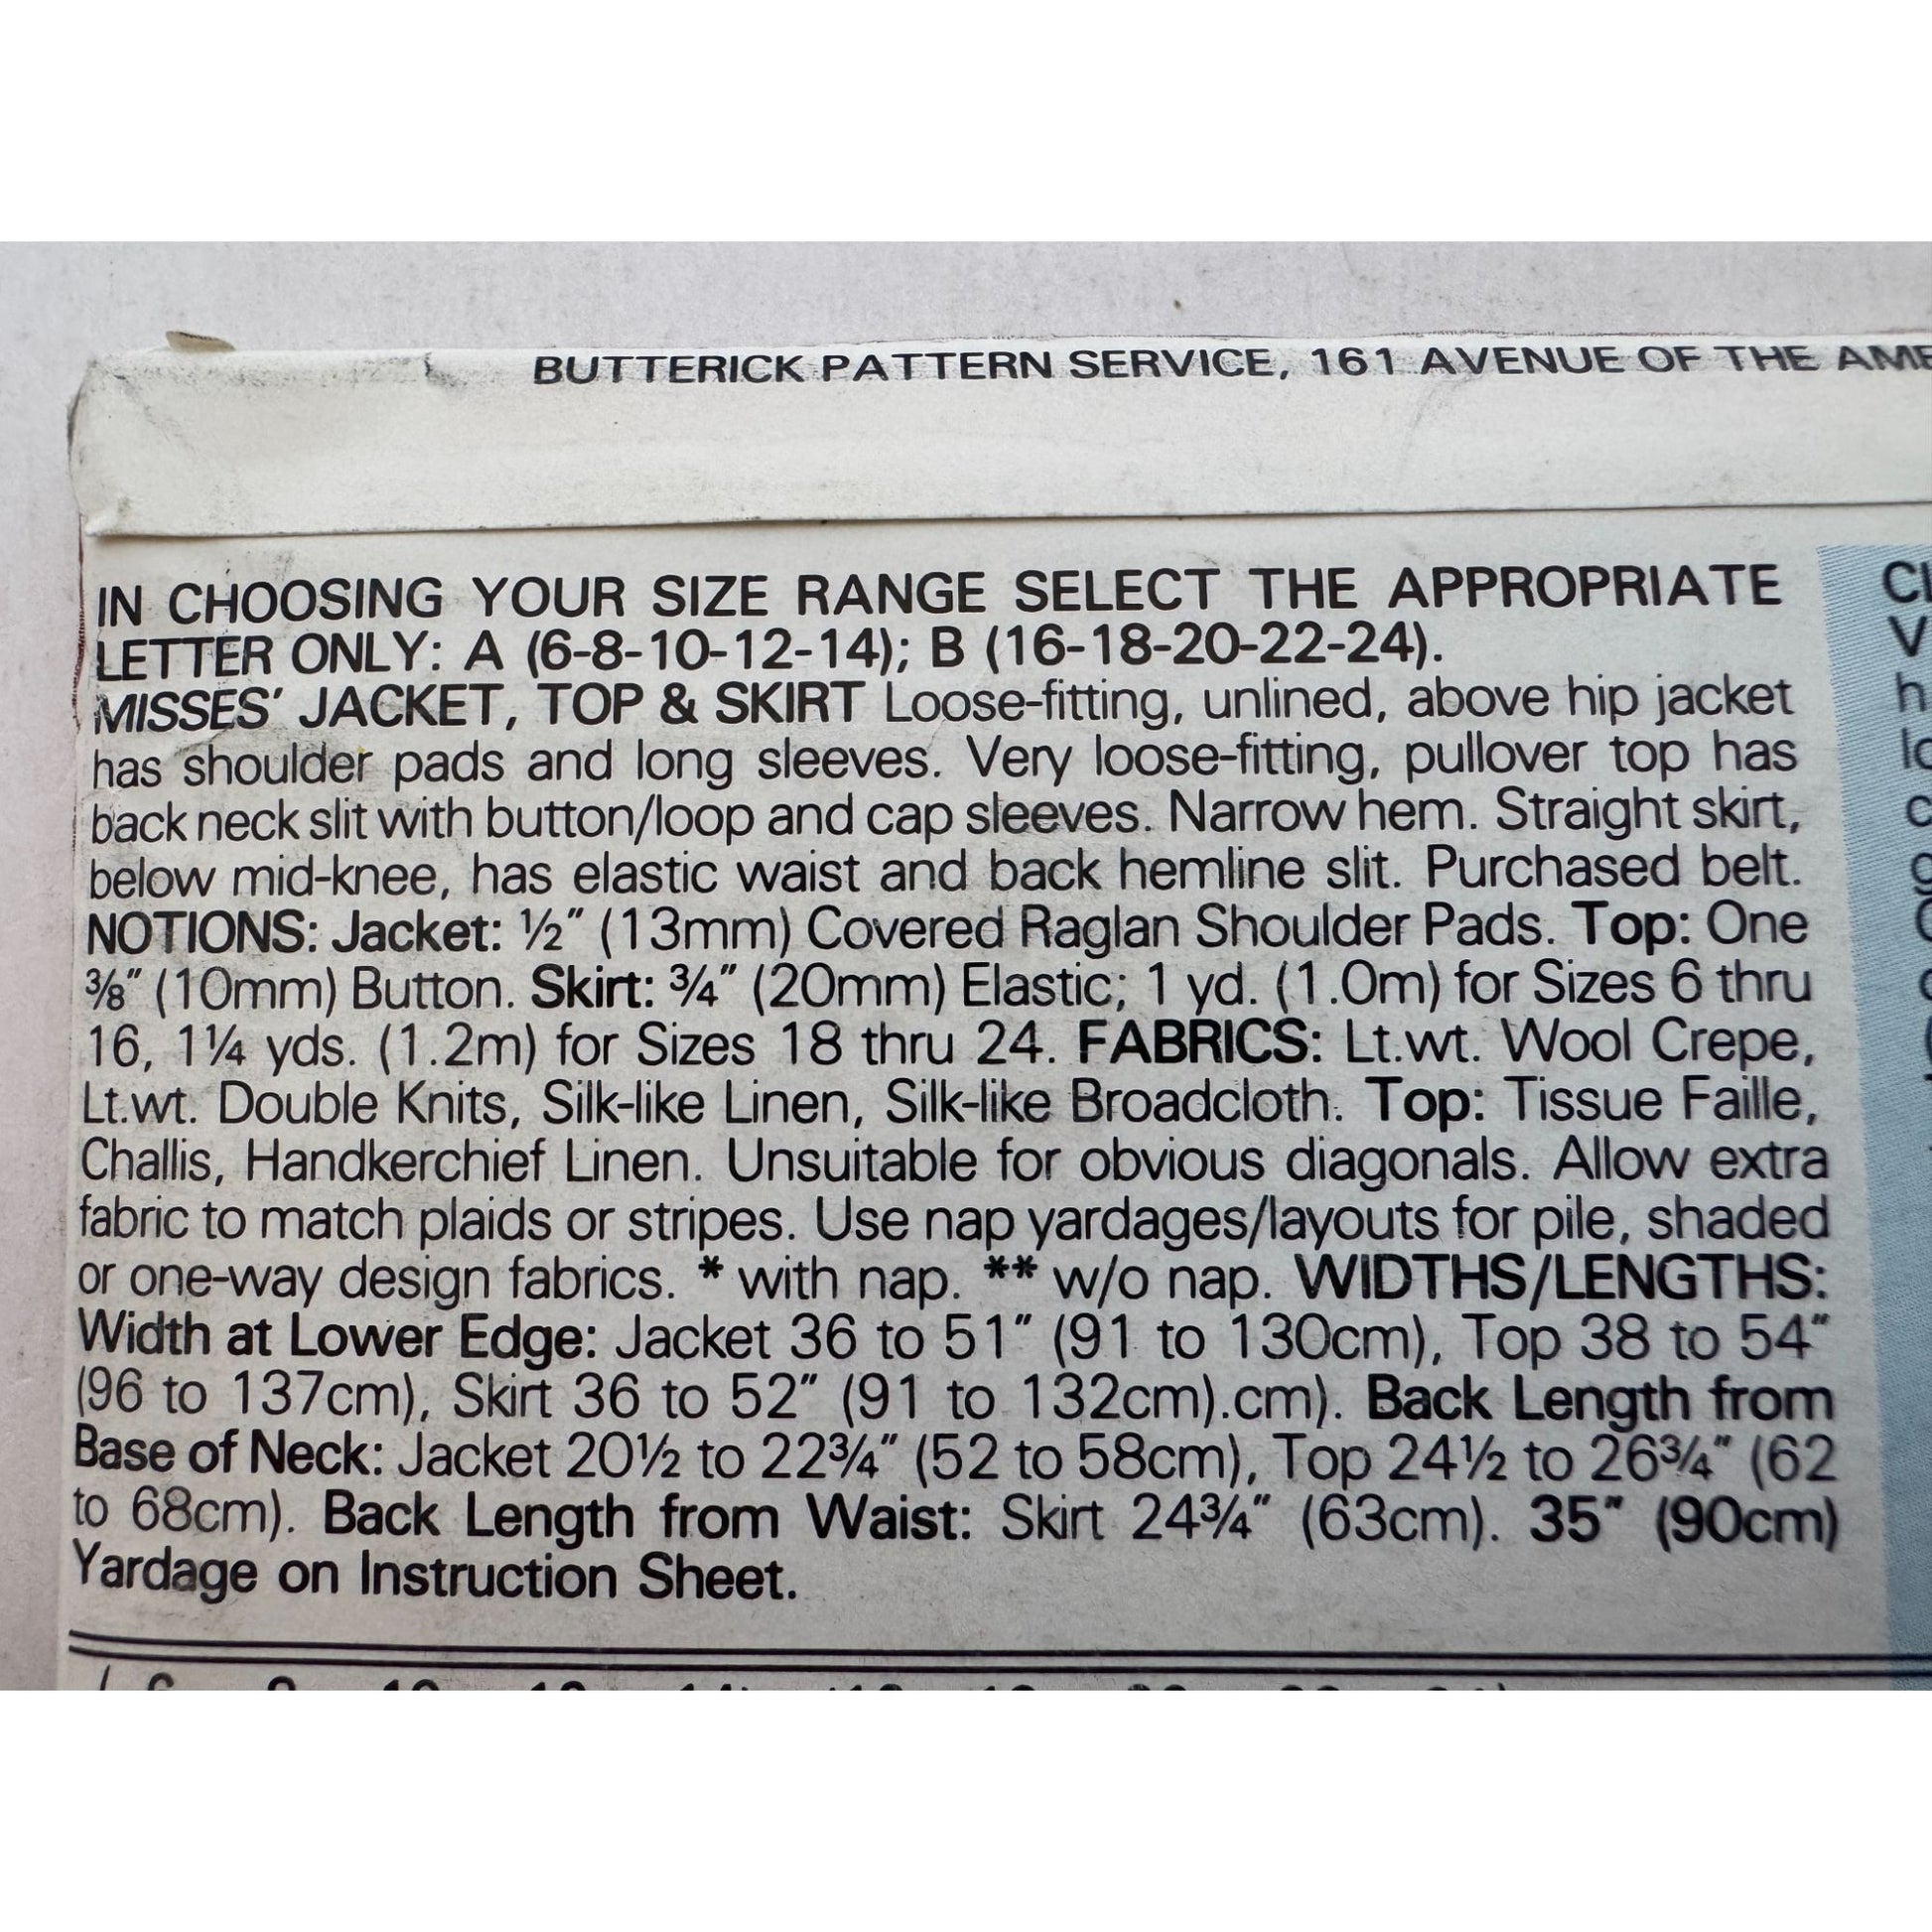 BUTTERICK PATTERN SERVICE, 161 AVENUE OF THE AME
IN CHOOSING YOUR SIZE RANGE SELECT THE APPROPRIATE
LETTER ONLY: A (6-8-10-12-14); B (16-18-20-22-24).
MISSES' JACKET, TOP & SKIRT Loose-fitting, unlined, above hip jacket
has shoulder pads and long sleeves. Very loose-fitting, pullover top has
back neck slit with button/loop and cap sleeves. Narrow hem. Straight skirt,
below mid-knee, has elastic waist and back hemline slit. Purchased belt.
NOTIONS: Jacket: ½" (13mm) Covered Raglan Shoulder Pads. Top: One
⅜" (10mm) Button. Skirt: ¾" (20mm) Elastic; 1 yd. (1.0m) for Sizes 6 thru
16, 1¼ yds. (1.2m) for Sizes 18 thru 24. FABRICS: Lt.wt. Wool Crepe,
Lt.wt. Double Knits, Silk-like Linen, Silk-like Broadcloth. Top: Tissue Faille,
Challis, Handkerchief Linen. Unsuitable for obvious diagonals. Allow extra
fabric to match plaids or stripes. Use nap yardages/layouts for pile, shaded
or one-way design fabrics. * with nap. ** w/o nap. WIDTHS/LENGTHS:
Width at Lower Edge: Jacket 36 to 51" (91 to 130cm), Top 38 to 54"
(96 to 137cm), Skirt 36 to 52" (91 to 132cm).cm). Back Length from
Base of Neck: Jacket 20½ to 22¾" (52 to 58cm), Top 24½ to 26¾" (62
to 68cm). Back Length from Waist: Skirt 24¾" (63cm). 35" (90cm)
Yardage on Instruction Sheet.